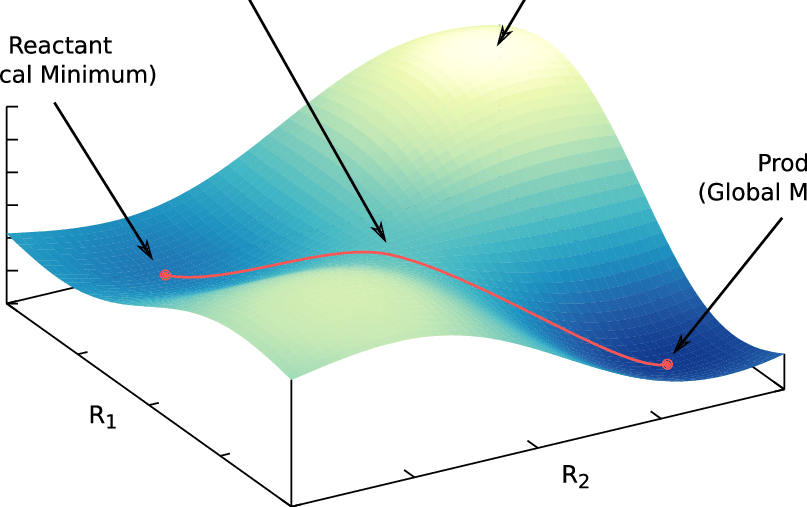 Reactant
cal Minimum)
Prod
(Global M
R₁
R₂